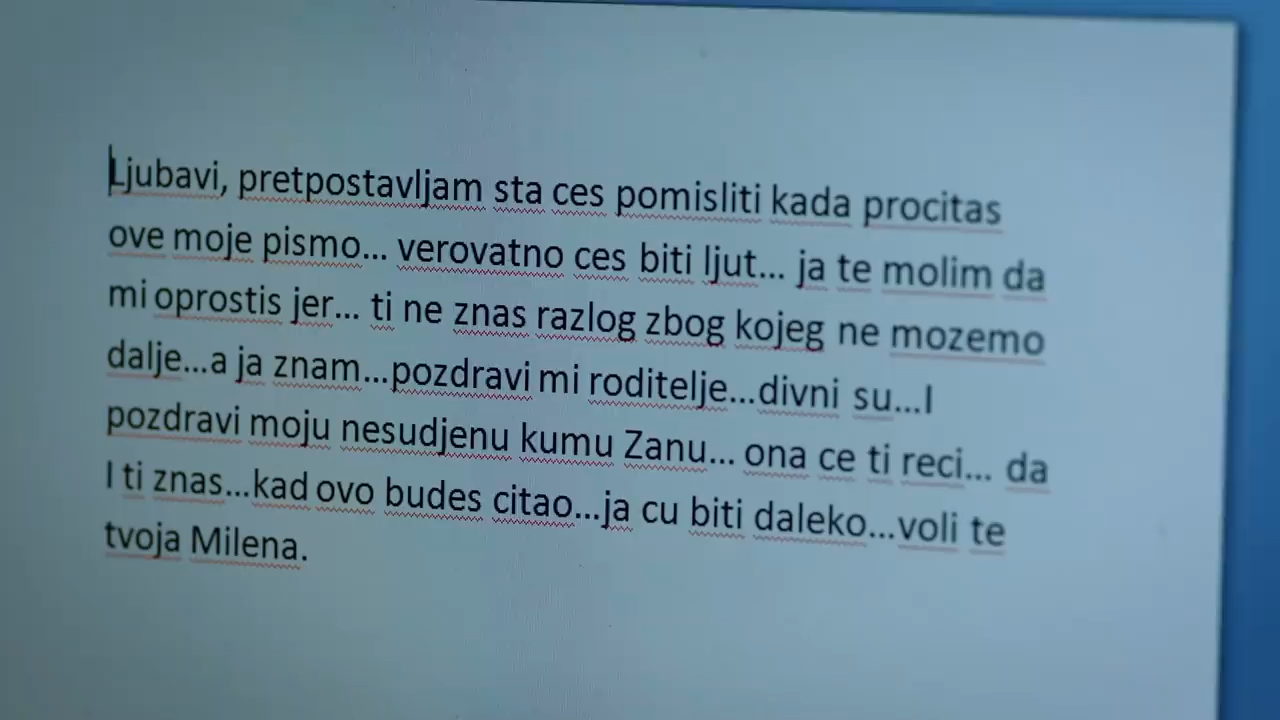 Ljubavi, pretpostavljam sta ces pomisliti kada procitas
ove moje pismo... verovatno ces biti ljut... ja te molim da
mi oprostis jer... ti ne znas razlog zbog kojeg ne mozemo
dalje...a ja znam...pozdravi mi roditelje...divni su...I
pozdravi moju nesudjenu kumu Zanu... ona ce ti reci... da
I ti znas...kad ovo budes citao...ja cu biti daleko...voli te
tvoja Milena.